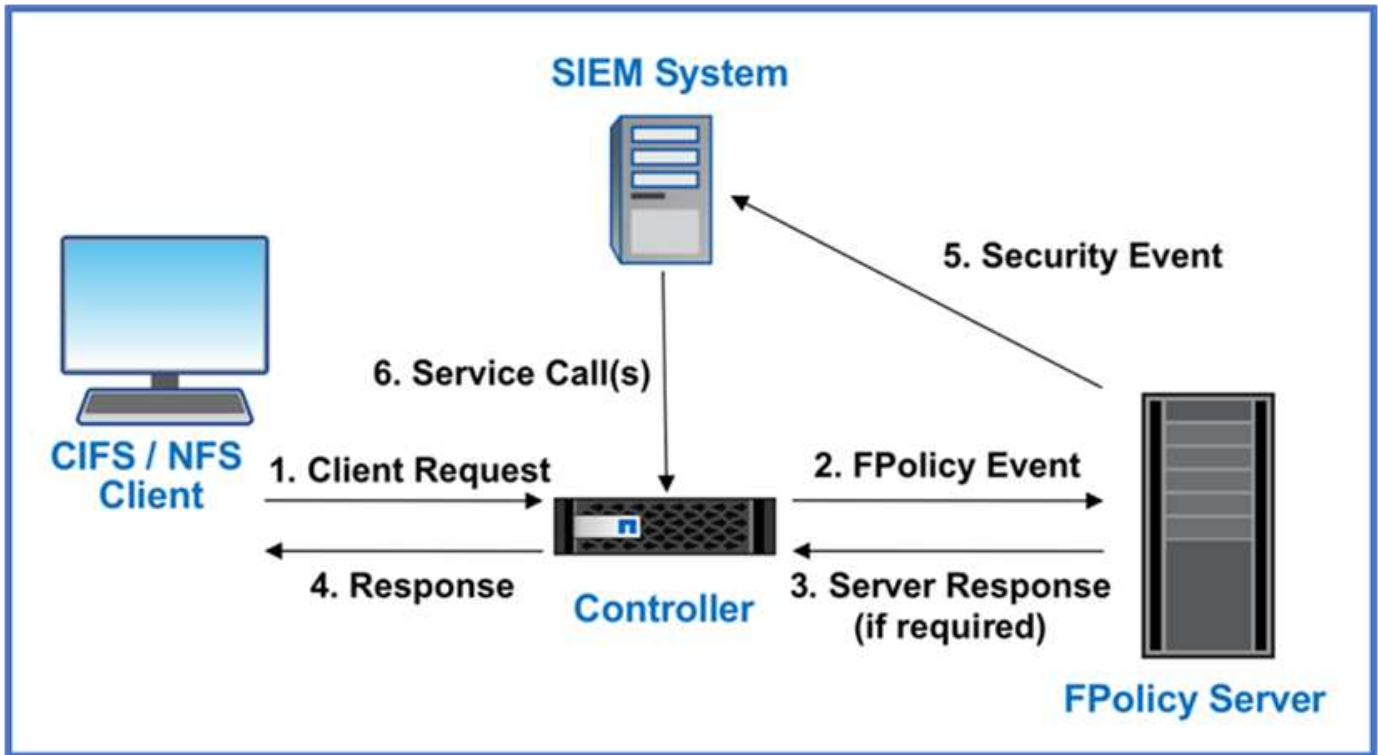 SIEM System
5. Security Event
6. Service Call(s)
CIFS / NFS
Client
1. Client Request
2. FPolicy Event
4. Response
Controller
3. Server Response
(if required)
FPolicy Server